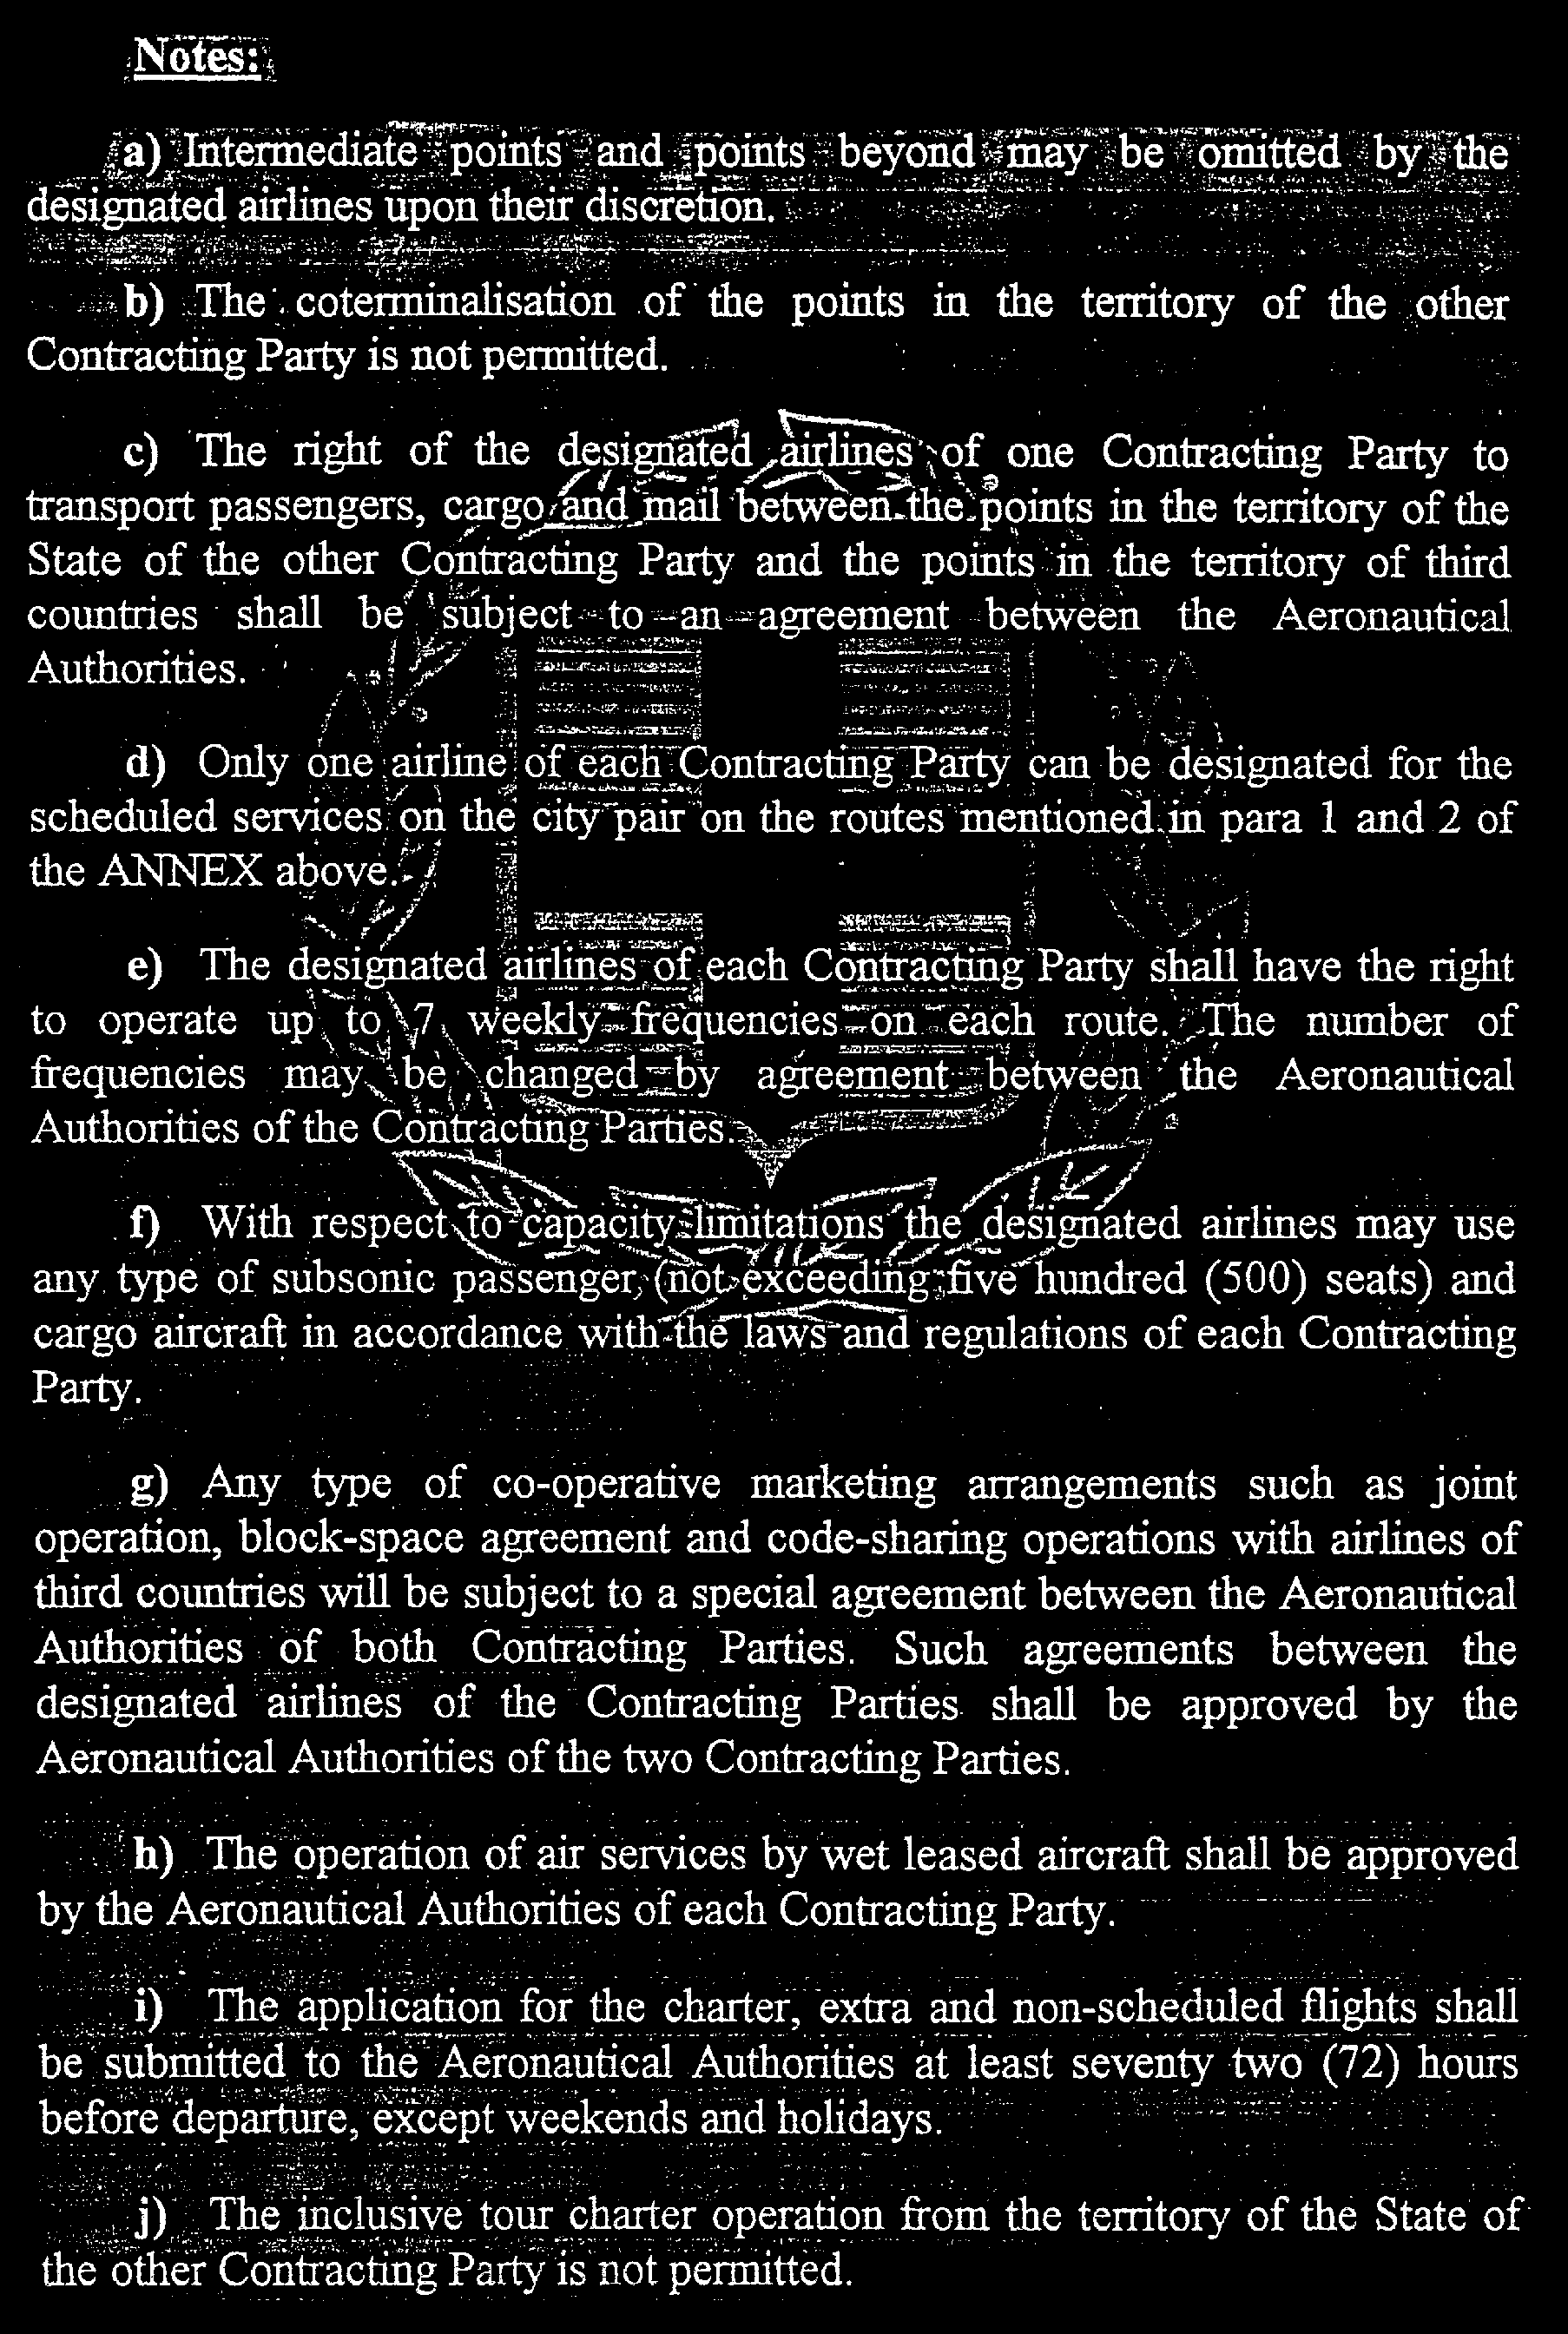 Notes:
a) Intermediate points and points beyond may be omitted by the
designated airlines upon their discretion.
b) The coterminalisation of the points in the territory of the other
Contracting Party is not permitted.
c) The right of the designated airlines of one Contracting Party to
transport passengers, cargo and mail between the points in the territory of the
State of the other Contracting Party and the points in the territory of third
countries shall be subject to an agreement between the Aeronautical
Authorities.
d) Only one airline of each Contracting Party can be designated for the
scheduled services on the city pair on the routes mentioned in para 1 and 2 of
the ANNEX above.
e) The designated airlines of each Contracting Party shall have the right
to operate up to 7 weekly frequencies on each route. The number of
frequencies may be changed by agreement between the Aeronautical
Authorities of the Contracting Parties.
f) With respect to capacity limitations the designated airlines may use
any type of subsonic passenger (not exceeding five hundred (500) seats) and
cargo aircraft in accordance with the laws and regulations of each Contracting
Party.
g) Any type of co-operative marketing arrangements such as joint
operation, block-space agreement and code-sharing operations with airlines of
third countries will be subject to a special agreement between the Aeronautical
Authorities of both Contracting Parties. Such agreements between the
designated airlines of the Contracting Parties shall be approved by the
Aeronautical Authorities of the two Contracting Parties.
h) The operation of air services by wet leased aircraft shall be approved
by the Aeronautical Authorities of each Contracting Party.
i) The application for the charter, extra and non-scheduled flights shall
be submitted to the Aeronautical Authorities at least seventy two (72) hours
before departure, except weekends and holidays.
j) The inclusive tour charter operation from the territory of the State of
the other Contracting Party is not permitted.